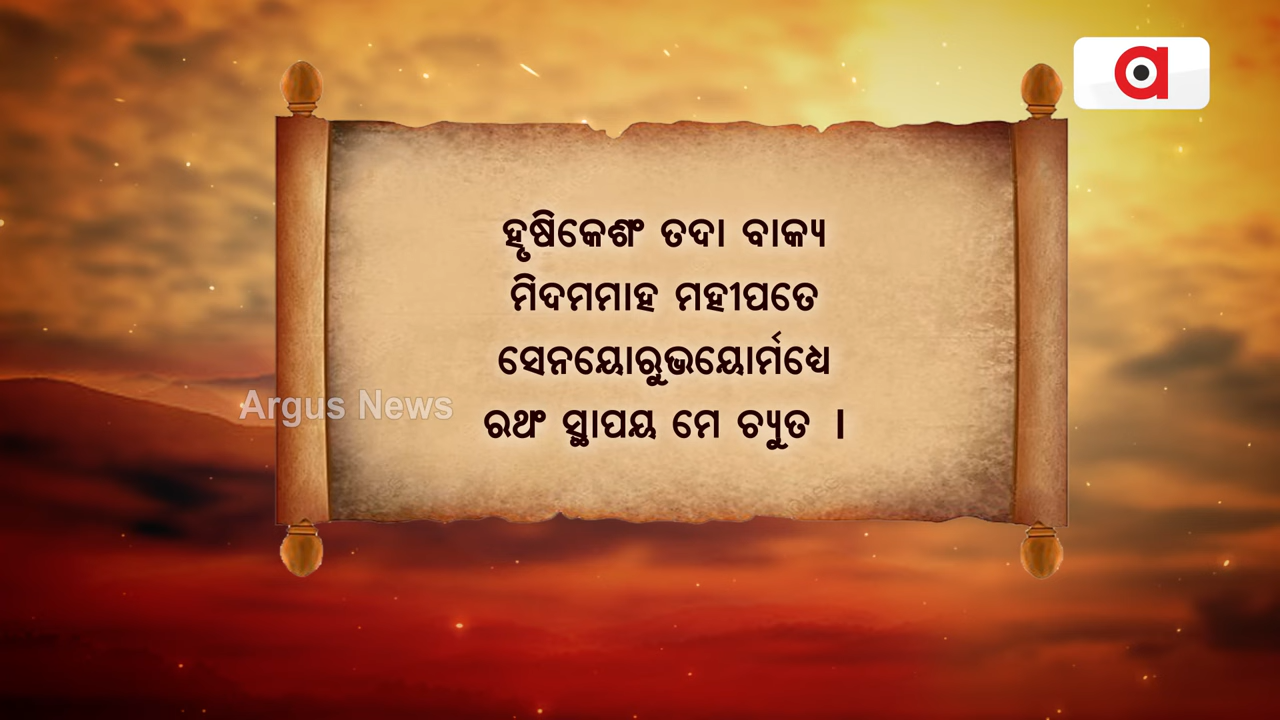 ହୃଷିକେଶଂ ତଦା ବାକ୍ୟ
ମିଦମମାହ ମହୀପତେ
ସେନୟୋରୁଭୟୋର୍ମଧ୍ୟେ
Argus News
ରଥଂ ସ୍ଥାପୟ ମେ ଚ୍ୟୁତ ।